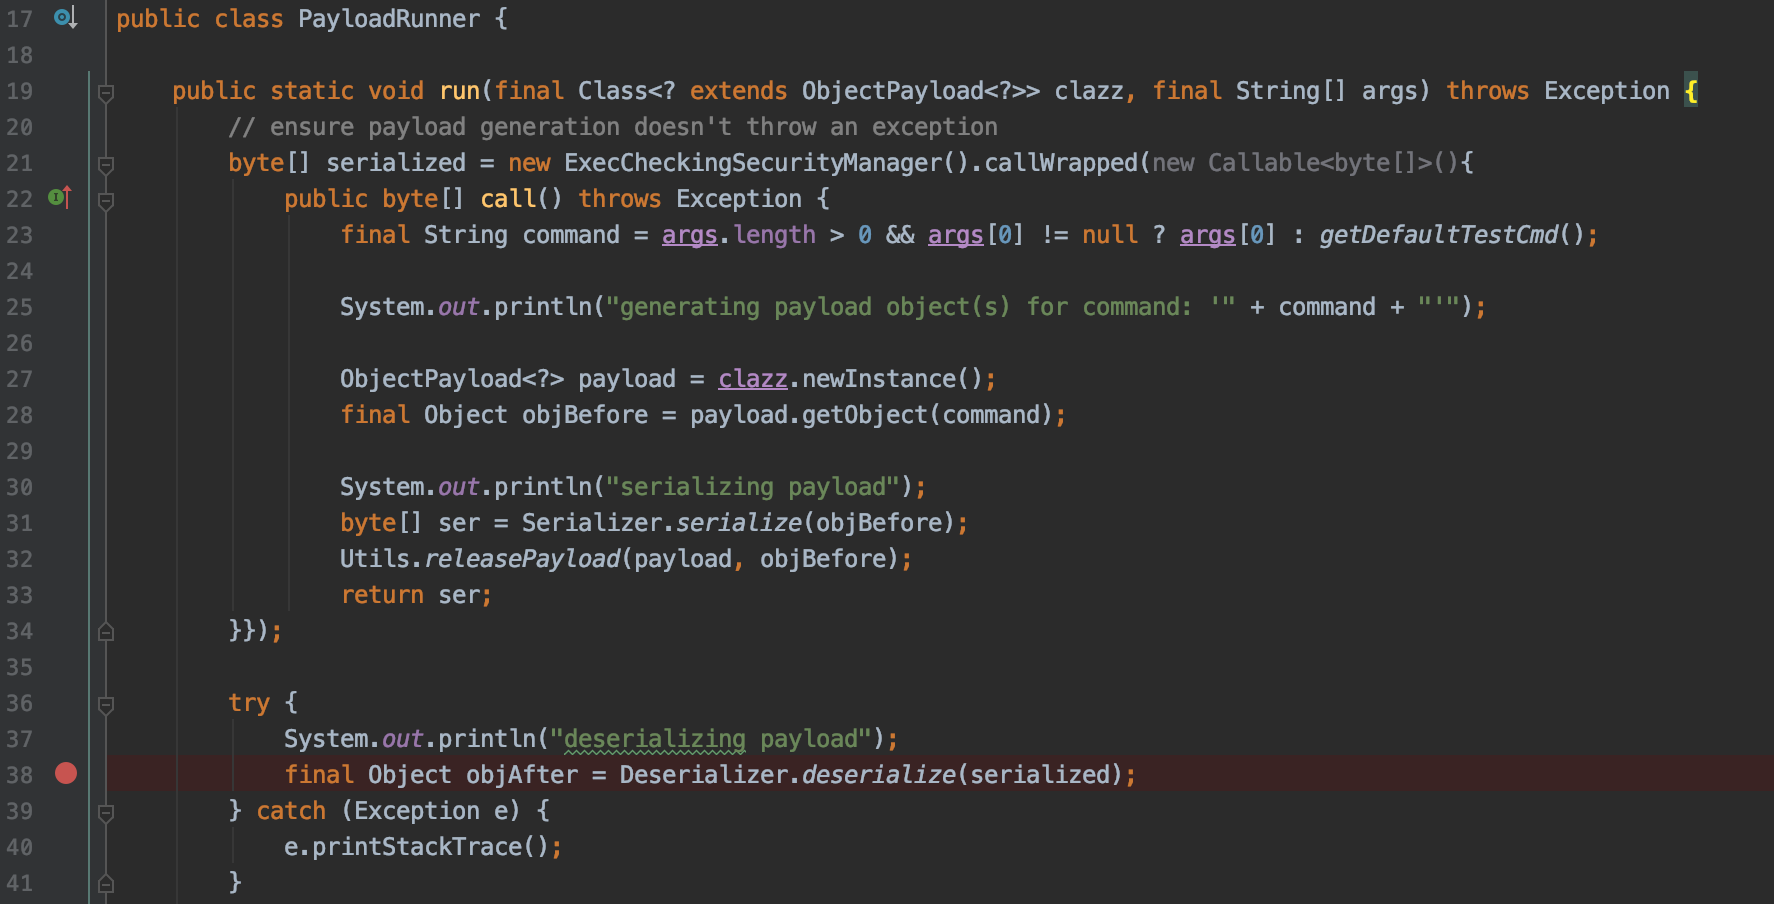 17 public class PayloadRunner {
18
19 public static void run(final Class<? extends ObjectPayload<?>> clazz, final String[] args) throws Exception {
20 // ensure payload generation doesn't throw an exception
21 byte[] serialized = new ExecCheckingSecurityManager().callWrapped(new Callable<byte[]>(){
22 public byte[] call() throws Exception {
23 final String command = args.length > 0 && args[0] != null ? args[0] : getDefaultTestCmd();
24
25 System.out.println("generating payload object(s) for command: '" + command + "'");
26
27 ObjectPayload<?> payload = clazz.newInstance();
28 final Object objBefore = payload.getObject(command);
29
30 System.out.println("serializing payload");
31 byte[] ser = Serializer.serialize(objBefore);
32 Utils.releasePayload(payload, objBefore);
33 return ser;
34 }});
35
36 try {
37 System.out.println("deserializing payload");
38 final Object objAfter = Deserializer.deserialize(serialized);
39 } catch (Exception e) {
40 e.printStackTrace();
41 }